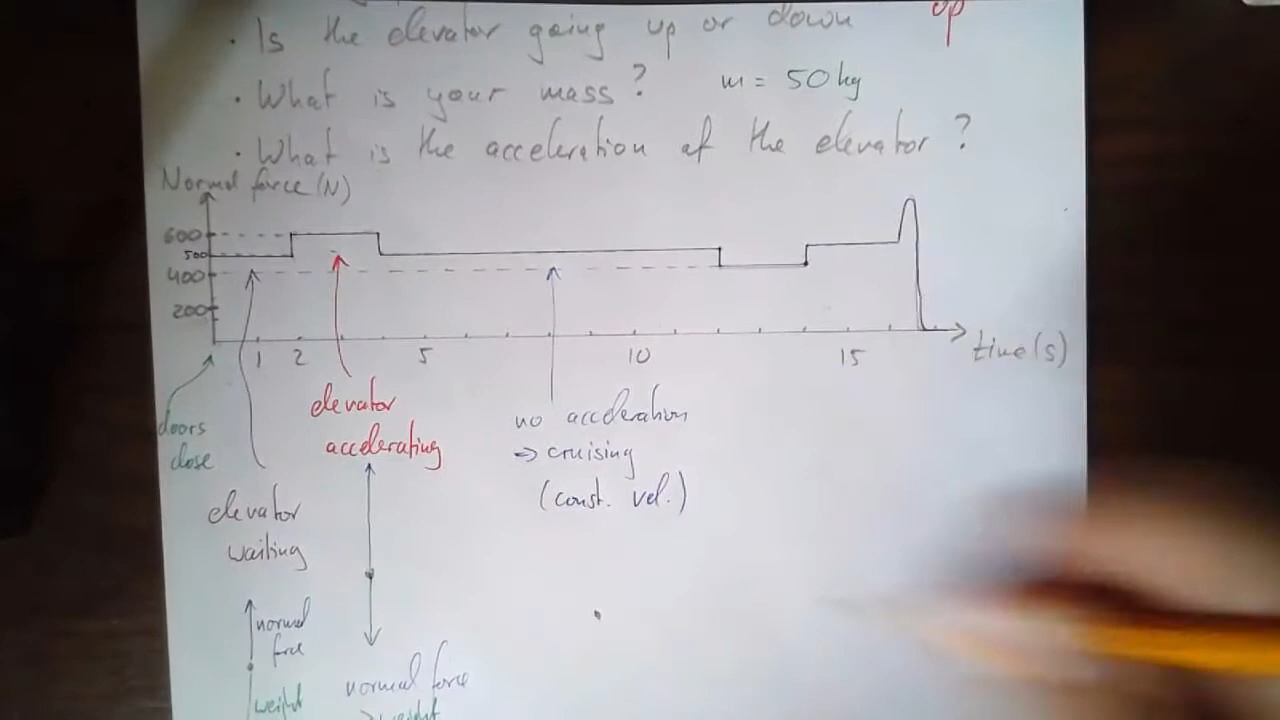 up
· Is the elevator going up or down
· What is your mass? m = 50 kg
· What is the acceleration of the elevator?
Normal force (N)
600
500
400
200
1 2 5 10 15 time (s)
doors
close
elevator
accelerating
no acceleration
⇒ cruising
(const. vel.)
elevator
waiting
normal
force
weight
normal force
> weight